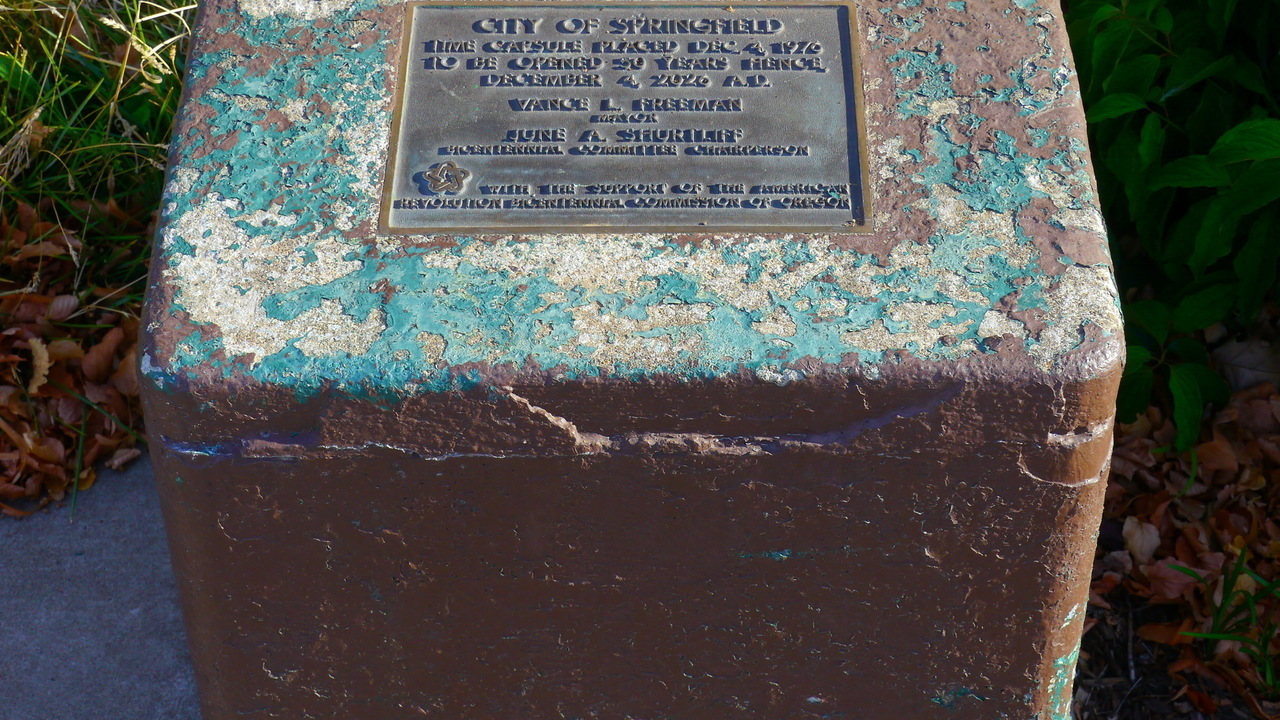 CITY OF SPRINGFIELD
TIME CAPSULE PLACED DEC. 4, 1976
TO BE OPENED 50 YEARS HENCE,
DECEMBER 4, 2026 A.D.
VANCE L. FREEMAN
MAYOR
JUNE A. SHURTLIFF
BICENTENNIAL COMMITTEE CHAIRPERSON
WITH THE SUPPORT OF THE AMERICAN
REVOLUTION BICENTENNIAL COMMISSION OF OREGON